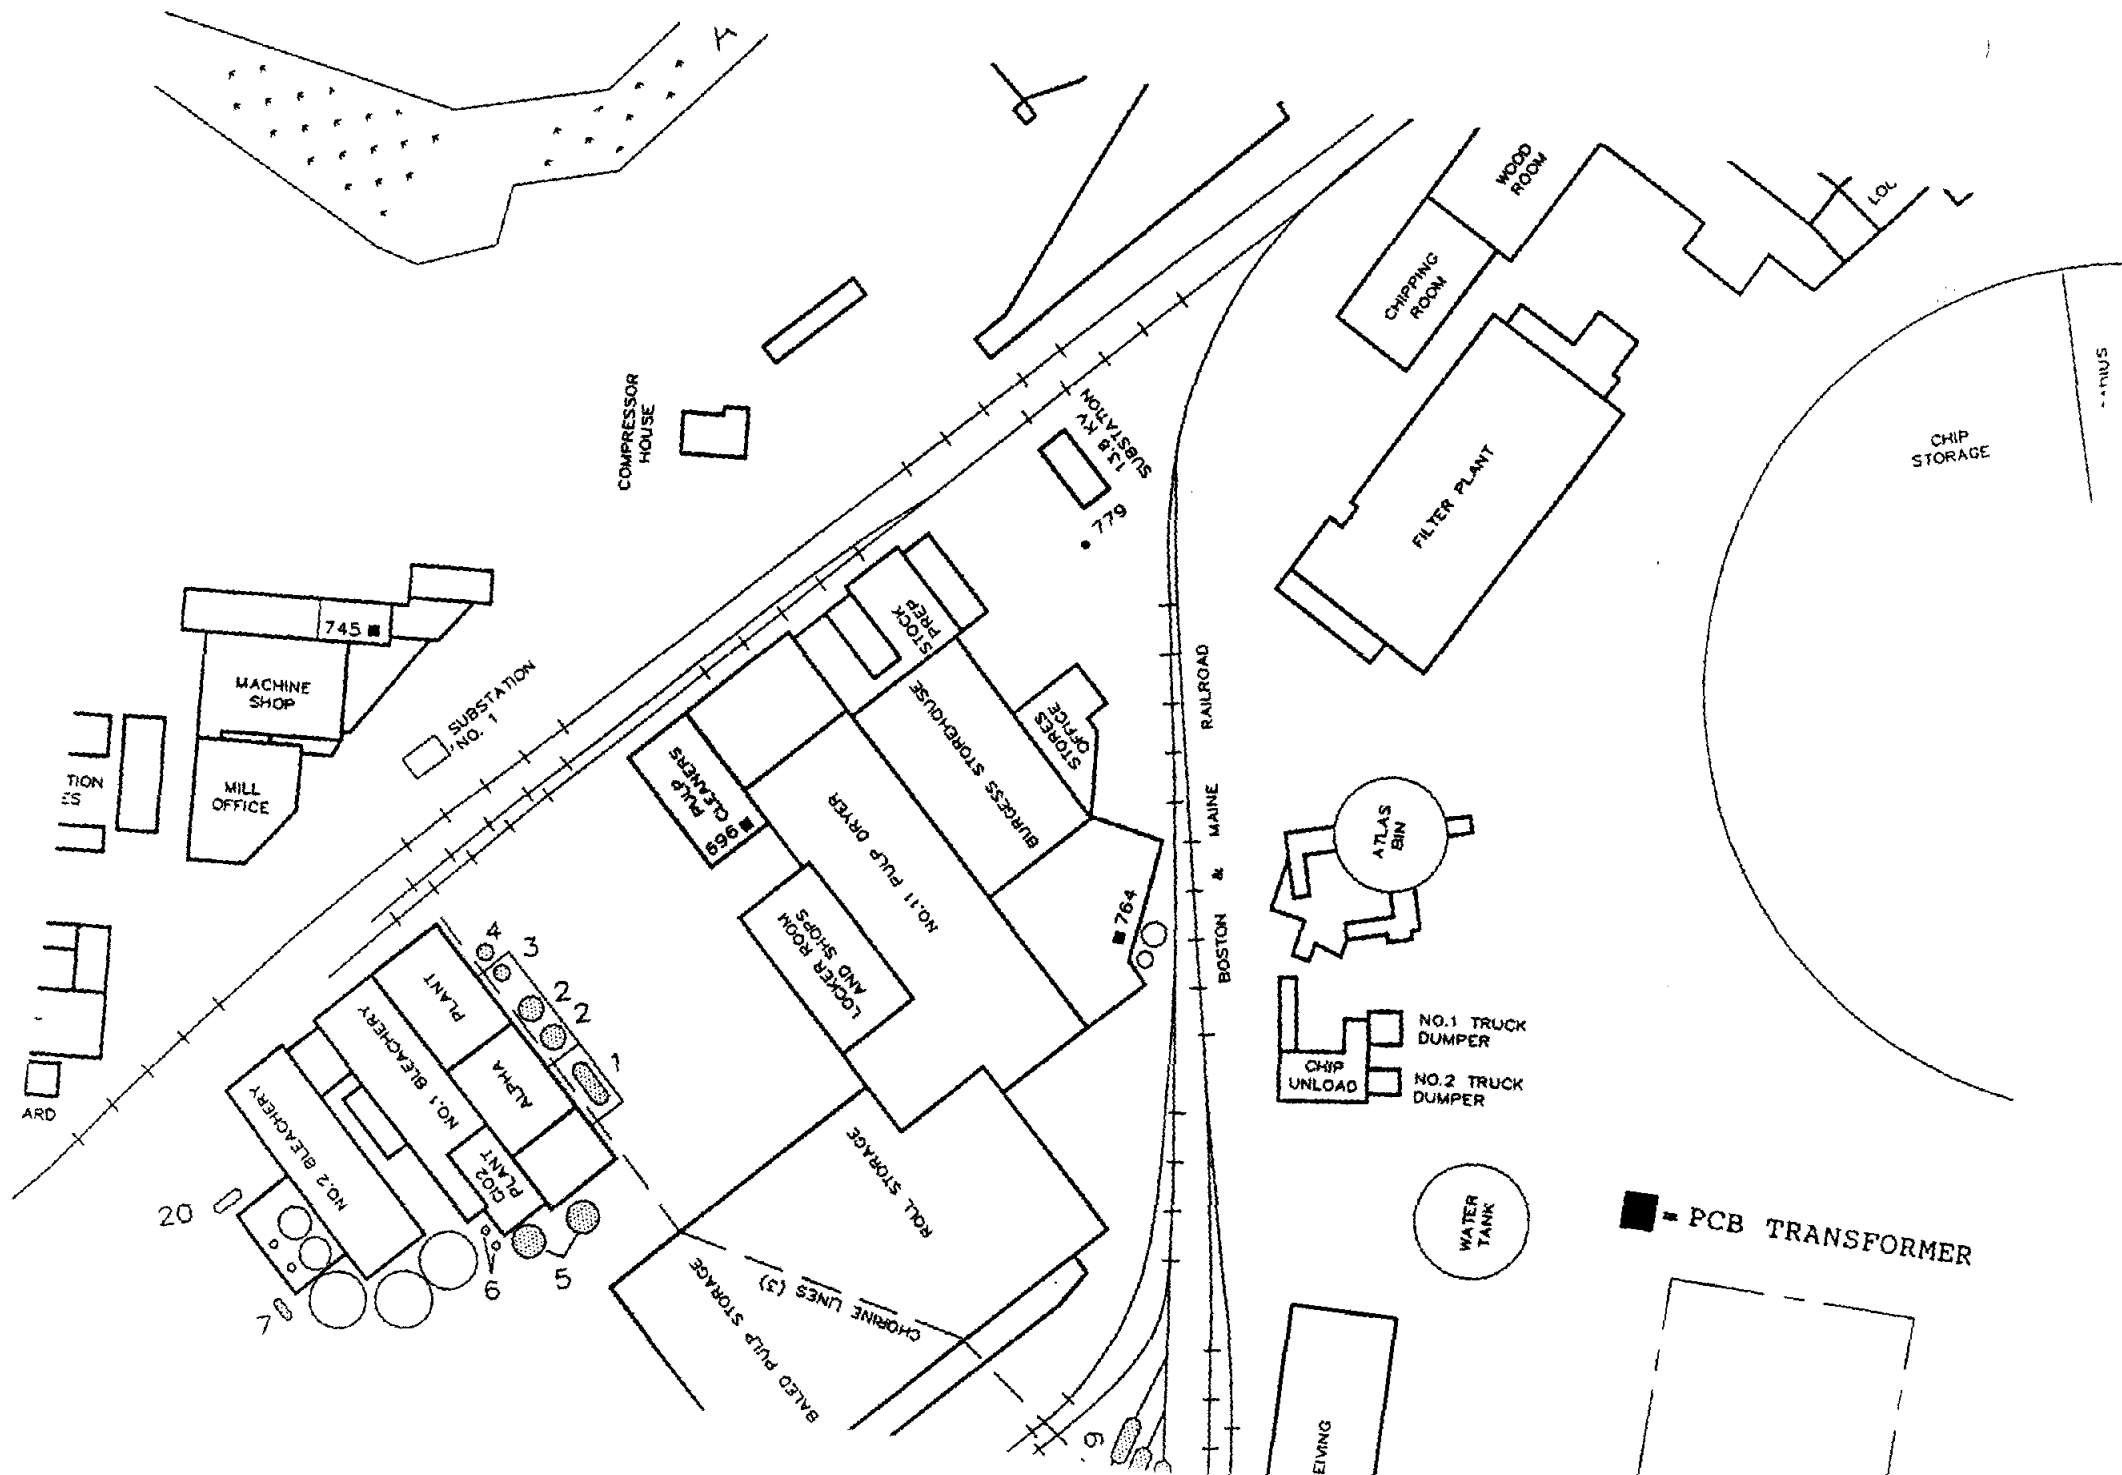 A
WOOD
ROOM
CHIPPING
ROOM
COMPRESSOR
HOUSE
13.8 KV
SUBSTATION
779
FILTER PLANT
CHIP
STORAGE
745
MACHINE
SHOP
MILL
OFFICE
SUBSTATION
NO. 1
STOCK
PREP
PULP
CLEANERS
699
NO.11 PULP DRYER
BURGESS STOREHOUSE
STORES
OFFICE
BOSTON & MAINE RAILROAD
ATLAS
BIN
764
LOCKER ROOM
AND SHOPS
4
3
2
2
1
PLANT
ALPHA
NO.1 BLEACHERY
NO.2 BLEACHERY
ClO2
PLANT
ARD
20
7
6
5
ROLL STORAGE
BALED PULP STORAGE
CHORINE LINES (3)
NO.1 TRUCK
DUMPER
CHIP
UNLOAD
NO.2 TRUCK
DUMPER
WATER
TANK
= PCB TRANSFORMER
EIVING